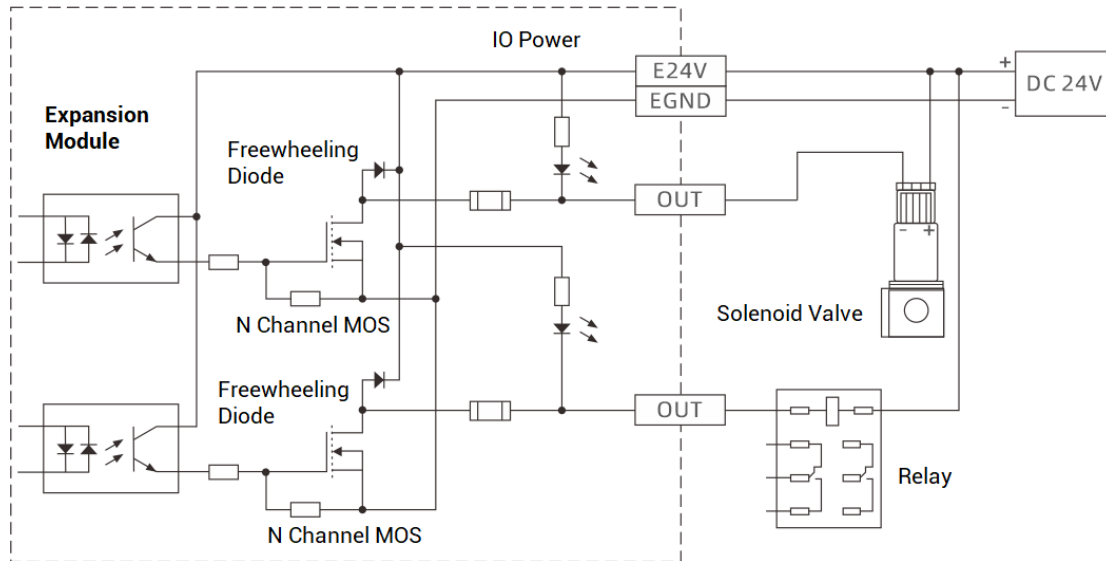 IO Power
E24V
+
DC 24V
EGND
-
Expansion
Module
Freewheeling
Diode
OUT
- +
Solenoid Valve
N Channel MOS
Freewheeling
Diode
OUT
Relay
N Channel MOS